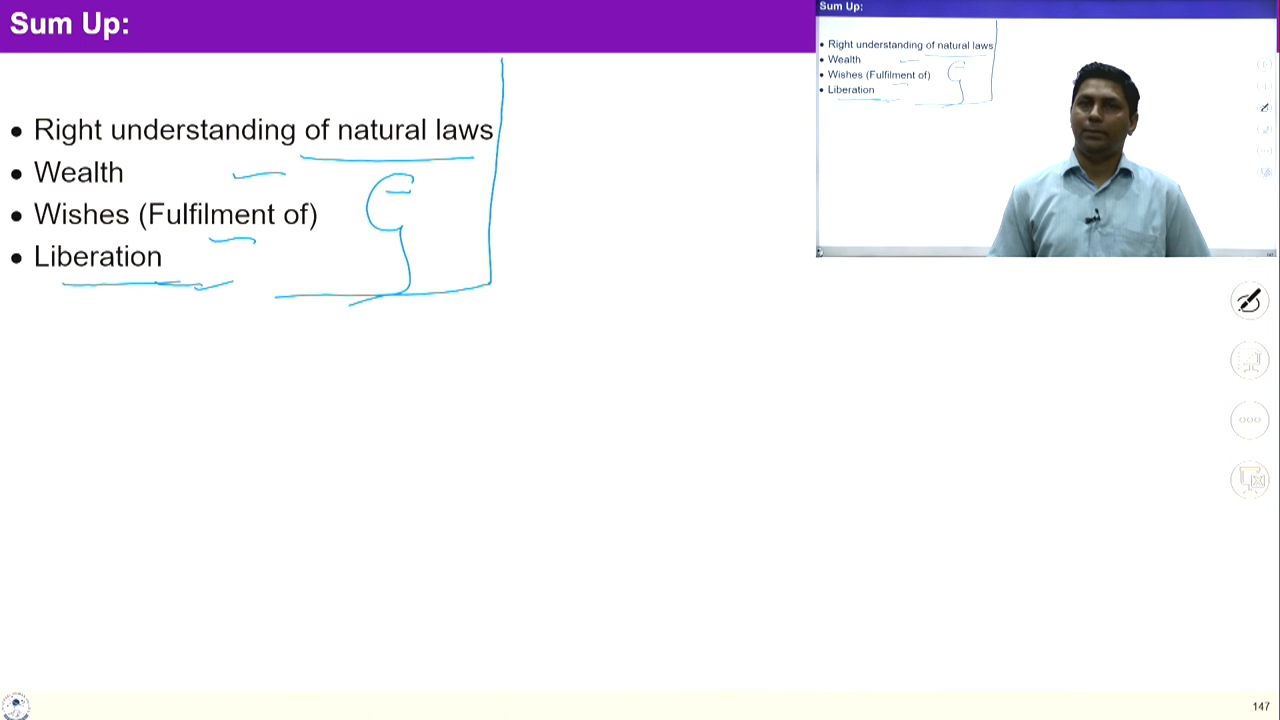 Sum Up:
• Right understanding of natural laws
• Wealth
• Wishes (Fulfilment of)
• Liberation
147
Sum Up:
• Right understanding of natural laws
• Wealth
• Wishes (Fulfilment of)
• Liberation